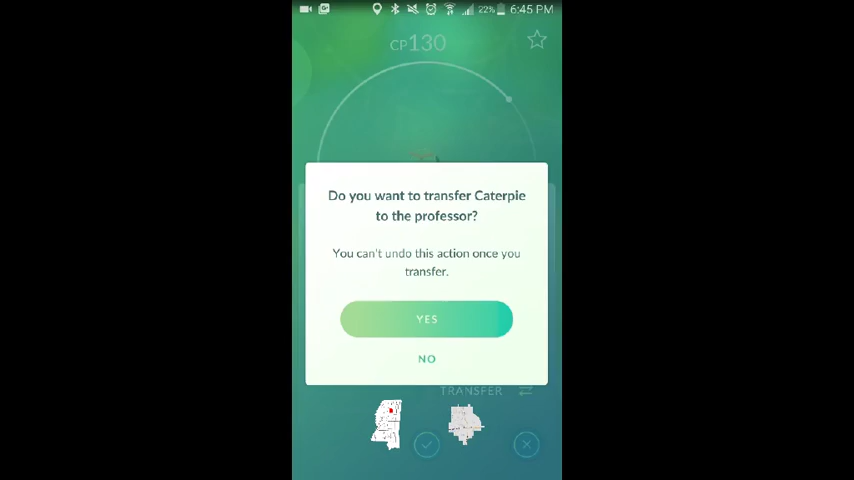 22% 6:45 PM
CP130
Do you want to transfer Caterpie
to the professor?
You can't undo this action once you
transfer.
YES
NO
TRANSFER